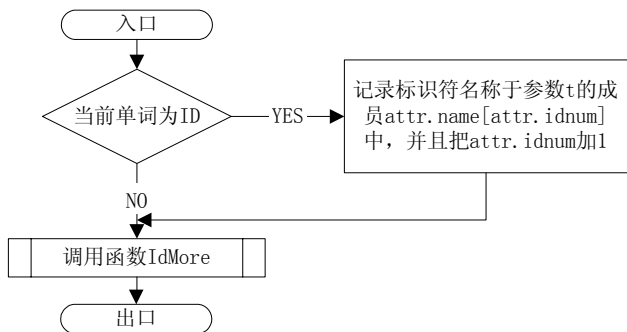 入口
当前单词为ID
YES
记录标识符名称于参数t的成
员attr.name[attr.idnum]
中，并且把attr.idnum加1
NO
调用函数IdMore
出口